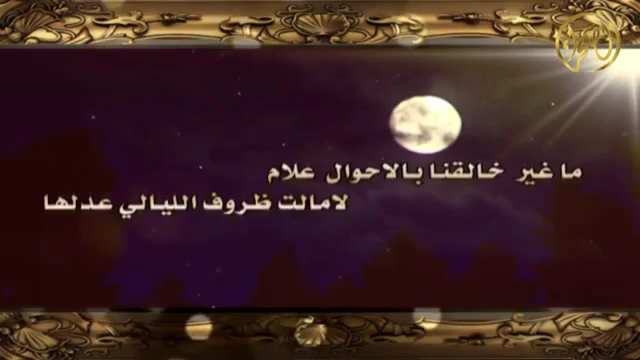 ما غير خالقنا بالاحوال علام
لامالت ظروف الليالي عدلها